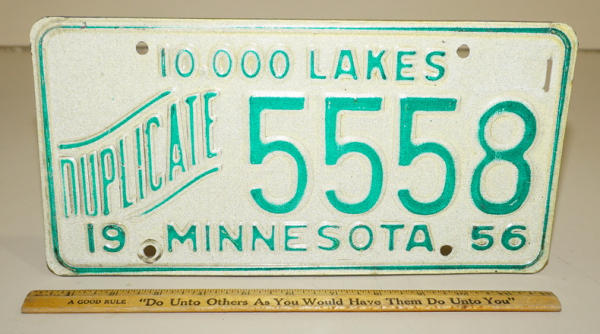 10.000 LAKES
DUPLICATE 5558
19 MINNESOTA 56
A GOOD RULE "Do Unto Others As You Would Have Them Do Unto You"